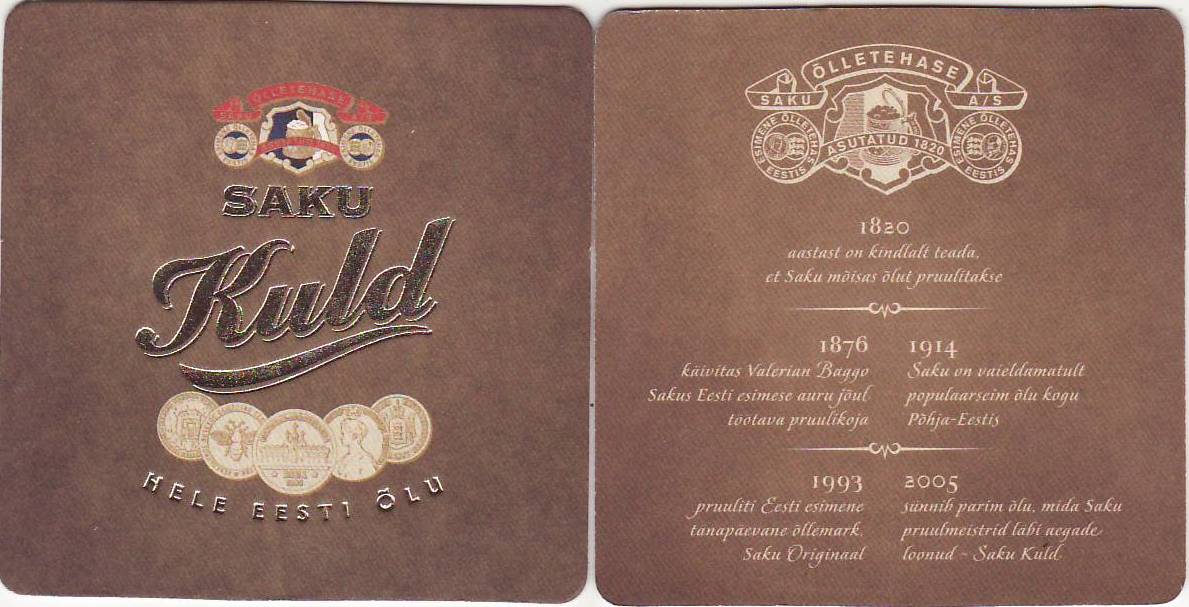 ÕLLETEHASE
SAKU A/S
SAKU
Kuld
HELE EESTI ÕLU
ÕLLETEHASE
SAKU A/S
ESIMENE ÕLLETEHAS EESTIS
ASUTATUD 1820
ESIMENE ÕLLETEHAS EESTIS
1820
aastast on kindlalt teada,
et Saku mõisas õlut pruulitakse
1876
käivitas Valerian Baggo
Sakus Eesti esimese auru jõul
töötava pruulikoja
1914
Saku on vaieldamatult
populaarseim õlu kogu
Põhja-Eestis
1993
pruuliti Eesti esimene
tänapäevane õllemark,
Saku Originaal
2005
sünnib parim õlu, mida Saku
pruulmeistrid läbi aegade
loonud - Saku Kuld